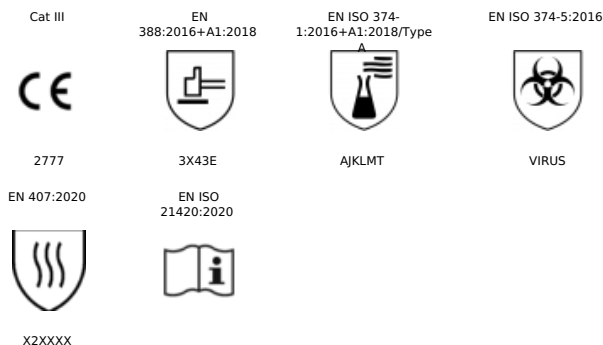 Cat III
EN
388:2016+A1:2018
EN ISO 374-
1:2016+A1:2018/Type
A
EN ISO 374-5:2016
CE
2777
3X43E
AJKLMT
VIRUS
EN 407:2020
EN ISO
21420:2020
i
X2XXXX